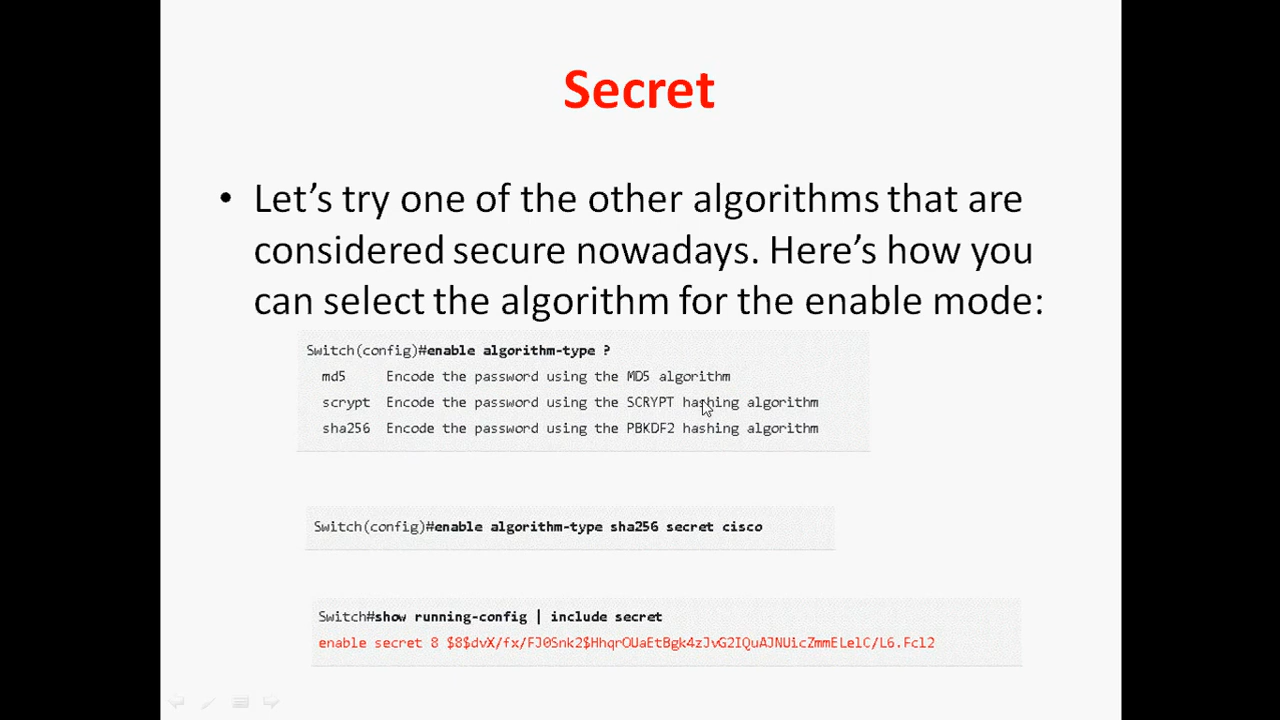 Secret
• Let’s try one of the other algorithms that are
considered secure nowadays. Here’s how you
can select the algorithm for the enable mode:
Switch(config)#enable algorithm-type ?
md5 Encode the password using the MD5 algorithm
scrypt Encode the password using the SCRYPT hashing algorithm
sha256 Encode the password using the PBKDF2 hashing algorithm
Switch(config)#enable algorithm-type sha256 secret cisco
Switch#show running-config | include secret
enable secret 8 $8$dvX/fx/FJ0Snk2$HhqrOUaEtBgk4zJvG2IQuAJNUicZmmELelC/L6.Fcl2